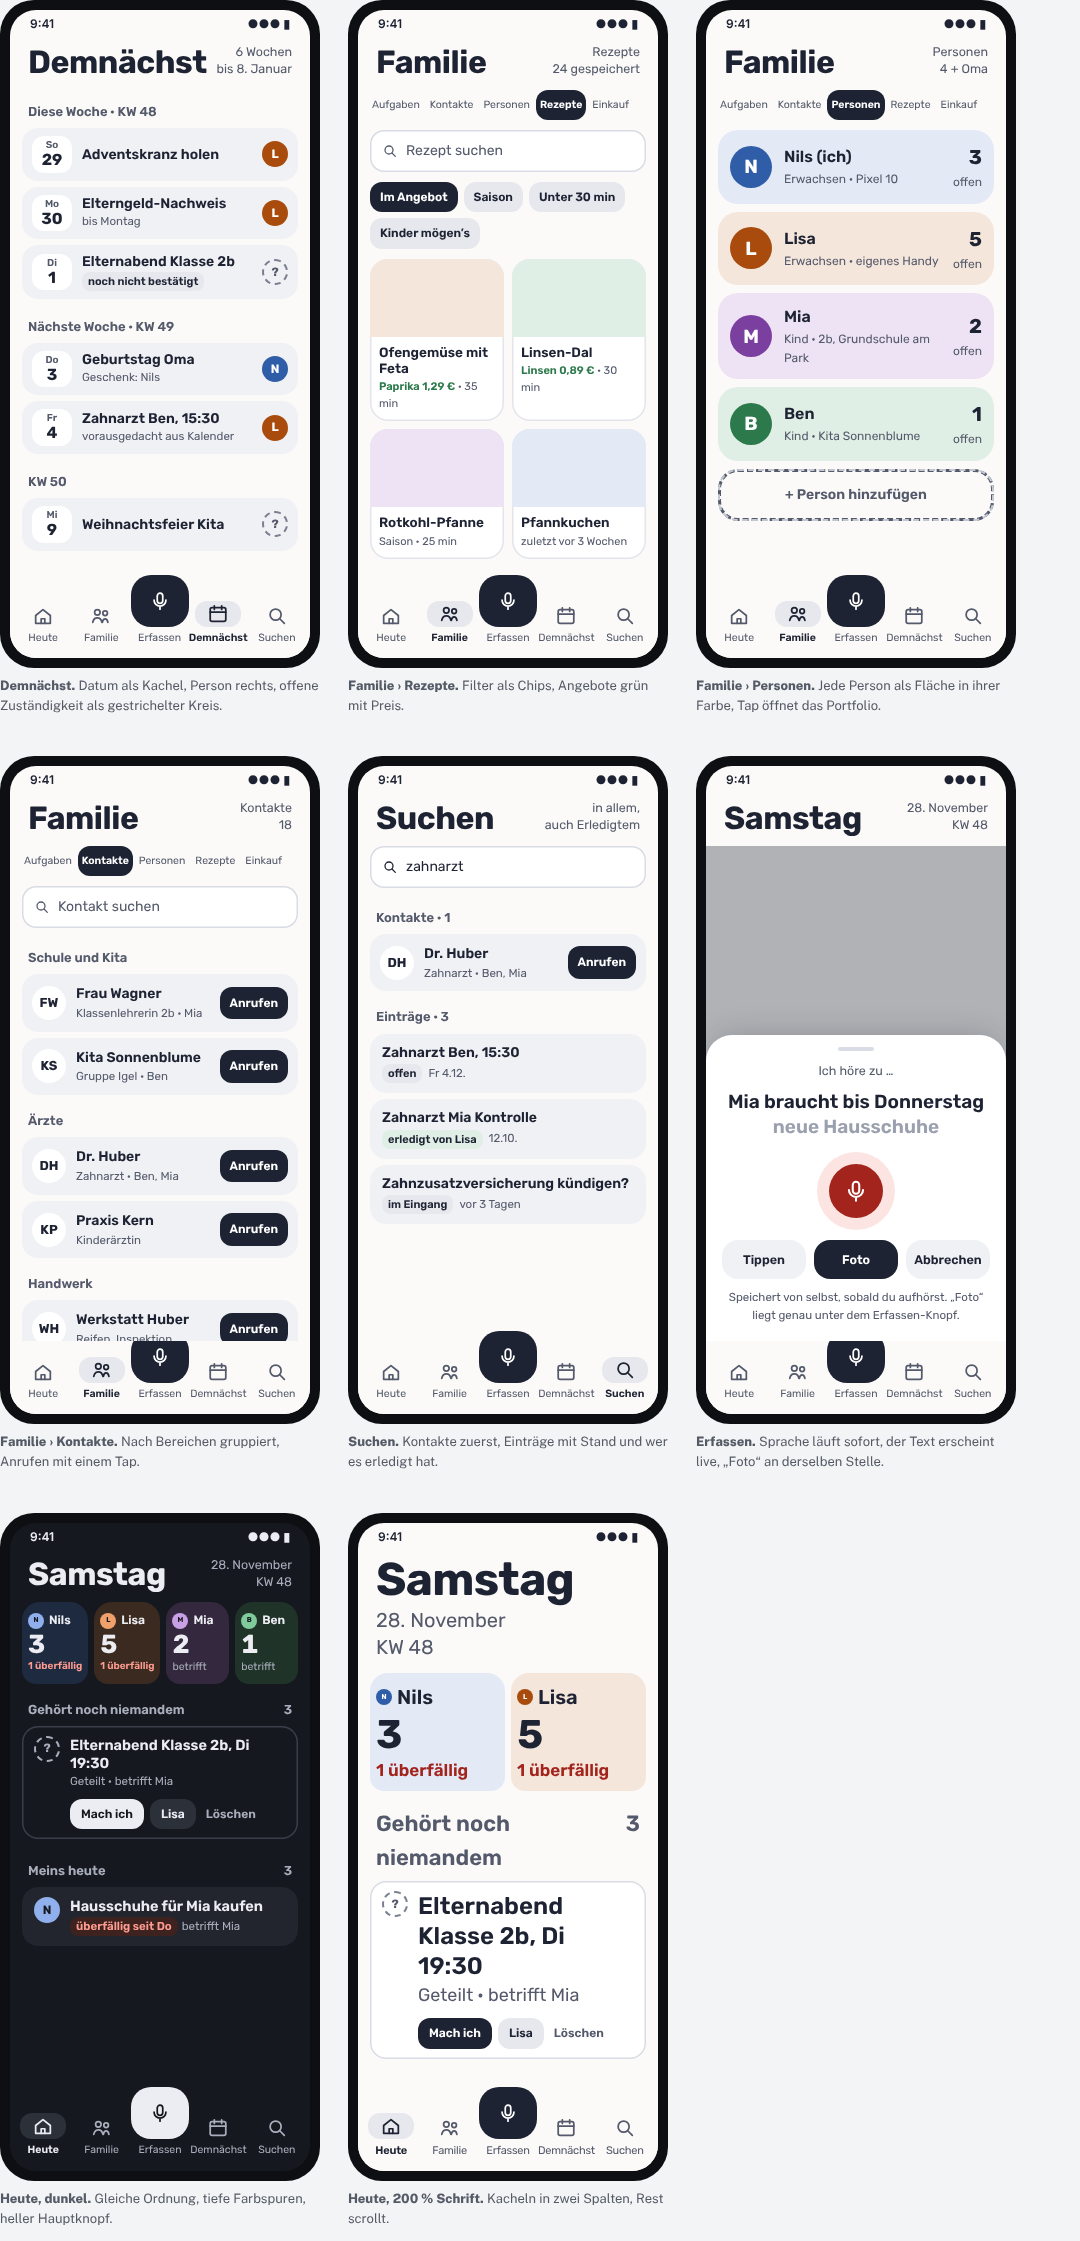 9:41
Demnächst
6 Wochen
bis 8. Januar
Diese Woche • KW 48
So
29
Adventskranz holen
L
Mo
30
Elterngeld-Nachweis
bis Montag
L
Di
1
Elternabend Klasse 2b
noch nicht bestätigt
?
Nächste Woche • KW 49
Do
3
Geburtstag Oma
Geschenk: Nils
N
Fr
4
Zahnarzt Ben, 15:30
vorausgedacht aus Kalender
L
KW 50
Mi
9
Weihnachtsfeier Kita
?
Heute
Familie
Erfassen
Demnächst
Suchen
Demnächst. Datum als Kachel, Person rechts, offene
Zuständigkeit als gestrichelter Kreis.
9:41
Familie
Rezepte
24 gespeichert
Aufgaben Kontakte Personen Rezepte Einkauf
Rezept suchen
Im Angebot
Saison
Unter 30 min
Kinder mögen's
Ofengemüse mit
Feta
Paprika 1,29 € • 35
min
Linsen-Dal
Linsen 0,89 € • 30
min
Rotkohl-Pfanne
Saison • 25 min
Pfannkuchen
zuletzt vor 3 Wochen
Heute
Familie
Erfassen
Demnächst
Suchen
Familie › Rezepte. Filter als Chips, Angebote grün
mit Preis.
9:41
Familie
Personen
4 + Oma
Aufgaben Kontakte Personen Rezepte Einkauf
N
Nils (ich)
Erwachsen • Pixel 10
3
offen
L
Lisa
Erwachsen • eigenes Handy
5
offen
M
Mia
Kind • 2b, Grundschule am
Park
2
offen
B
Ben
Kind • Kita Sonnenblume
1
offen
+ Person hinzufügen
Heute
Familie
Erfassen
Demnächst
Suchen
Familie › Personen. Jede Person als Fläche in ihrer
Farbe, Tap öffnet das Portfolio.
9:41
Familie
Kontakte
18
Aufgaben Kontakte Personen Rezepte Einkauf
Kontakt suchen
Schule und Kita
FW
Frau Wagner
Klassenlehrerin 2b • Mia
Anrufen
KS
Kita Sonnenblume
Gruppe Igel • Ben
Anrufen
Ärzte
DH
Dr. Huber
Zahnarzt • Ben, Mia
Anrufen
KP
Praxis Kern
Kinderärztin
Anrufen
Handwerk
WH
Werkstatt Huber
Reifen, Inspektion
Anrufen
Heute
Familie
Erfassen
Demnächst
Suchen
Familie › Kontakte. Nach Bereichen gruppiert,
Anrufen mit einem Tap.
9:41
Suchen
in allem,
auch Erledigtem
zahnarzt
Kontakte • 1
DH
Dr. Huber
Zahnarzt • Ben, Mia
Anrufen
Einträge • 3
Zahnarzt Ben, 15:30
offen Fr 4.12.
Zahnarzt Mia Kontrolle
erledigt von Lisa 12.10.
Zahnzusatzversicherung kündigen?
im Eingang vor 3 Tagen
Heute
Familie
Erfassen
Demnächst
Suchen
Suchen. Kontakte zuerst, Einträge mit Stand und wer
es erledigt hat.
9:41
Samstag
28. November
KW 48
Ich höre zu …
Mia braucht bis Donnerstag
neue Hausschuhe
Tippen
Foto
Abbrechen
Speichert von selbst, sobald du aufhörst. „Foto“
liegt genau unter dem Erfassen-Knopf.
Heute
Familie
Erfassen
Demnächst
Suchen
Erfassen. Sprache läuft sofort, der Text erscheint
live, „Foto“ an derselben Stelle.
9:41
Samstag
28. November
KW 48
N Nils
3
1 überfällig
L Lisa
5
1 überfällig
M Mia
2
betrifft
B Ben
1
betrifft
Gehört noch niemandem 3
?
Elternabend Klasse 2b, Di
19:30
Geteilt • betrifft Mia
Mach ich
Lisa
Löschen
Meins heute 3
N
Hausschuhe für Mia kaufen
überfällig seit Do betrifft Mia
Heute
Familie
Erfassen
Demnächst
Suchen
Heute, dunkel. Gleiche Ordnung, tiefe Farbspuren,
heller Hauptknopf.
9:41
Samstag
28. November
KW 48
N Nils
3
1 überfällig
L Lisa
5
1 überfällig
Gehört noch 3
niemandem
?
Elternabend
Klasse 2b, Di
19:30
Geteilt • betrifft Mia
Mach ich
Lisa
Löschen
Heute
Familie
Erfassen
Demnächst
Suchen
Heute, 200 % Schrift. Kacheln in zwei Spalten, Rest
scrollt.